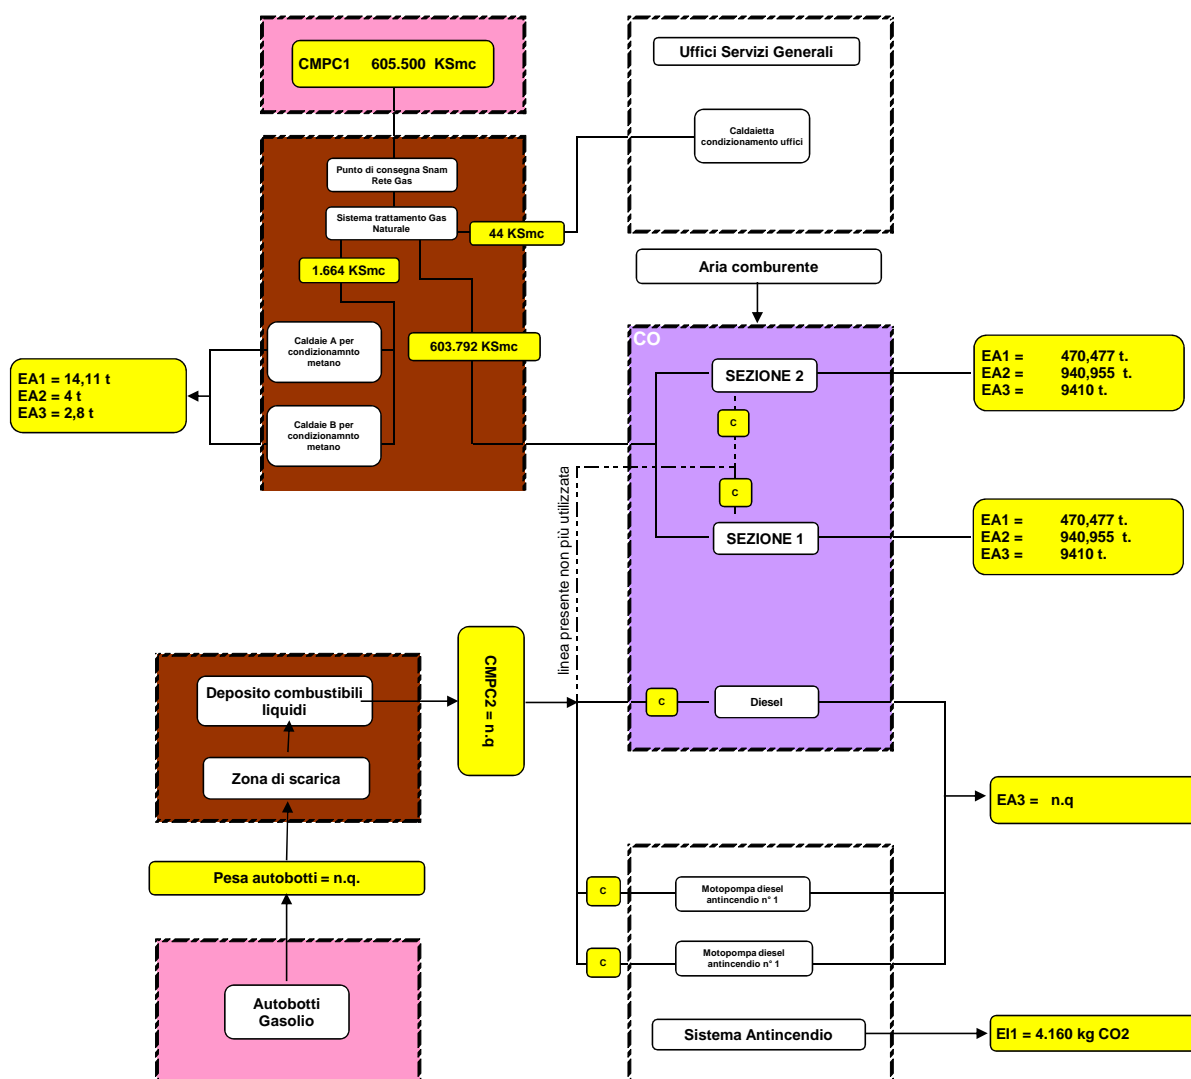 CMPC1 605.500 KSmc
Uffici Servizi Generali
Caldaietta
condizionamento uffici
Punto di consegna Snam
Rete Gas
Sistema trattamento Gas
Naturale
44 KSmc
1.664 KSmc
Aria comburente
603.792 KSmc
CO
Caldaie A per
condizionamnto
metano
SEZIONE 2
EA1 = 470,477 t.
EA2 = 940,955 t.
EA3 = 9410 t.
EA1 = 14,11 t
EA2 = 4 t
EA3 = 2,8 t
Caldaie B per
condizionamnto
metano
C
C
SEZIONE 1
EA1 = 470,477 t.
EA2 = 940,955 t.
EA3 = 9410 t.
linea presente non più utilizzata
CMPC2 = n.q
Deposito combustibili
liquidi
C
Diesel
Zona di scarica
EA3 = n.q
Pesa autobotti = n.q.
C
Motopompa diesel
antincendio n° 1
C
Motopompa diesel
antincendio n° 1
Autobotti
Gasolio
Sistema Antincendio
EI1 = 4.160 kg CO2